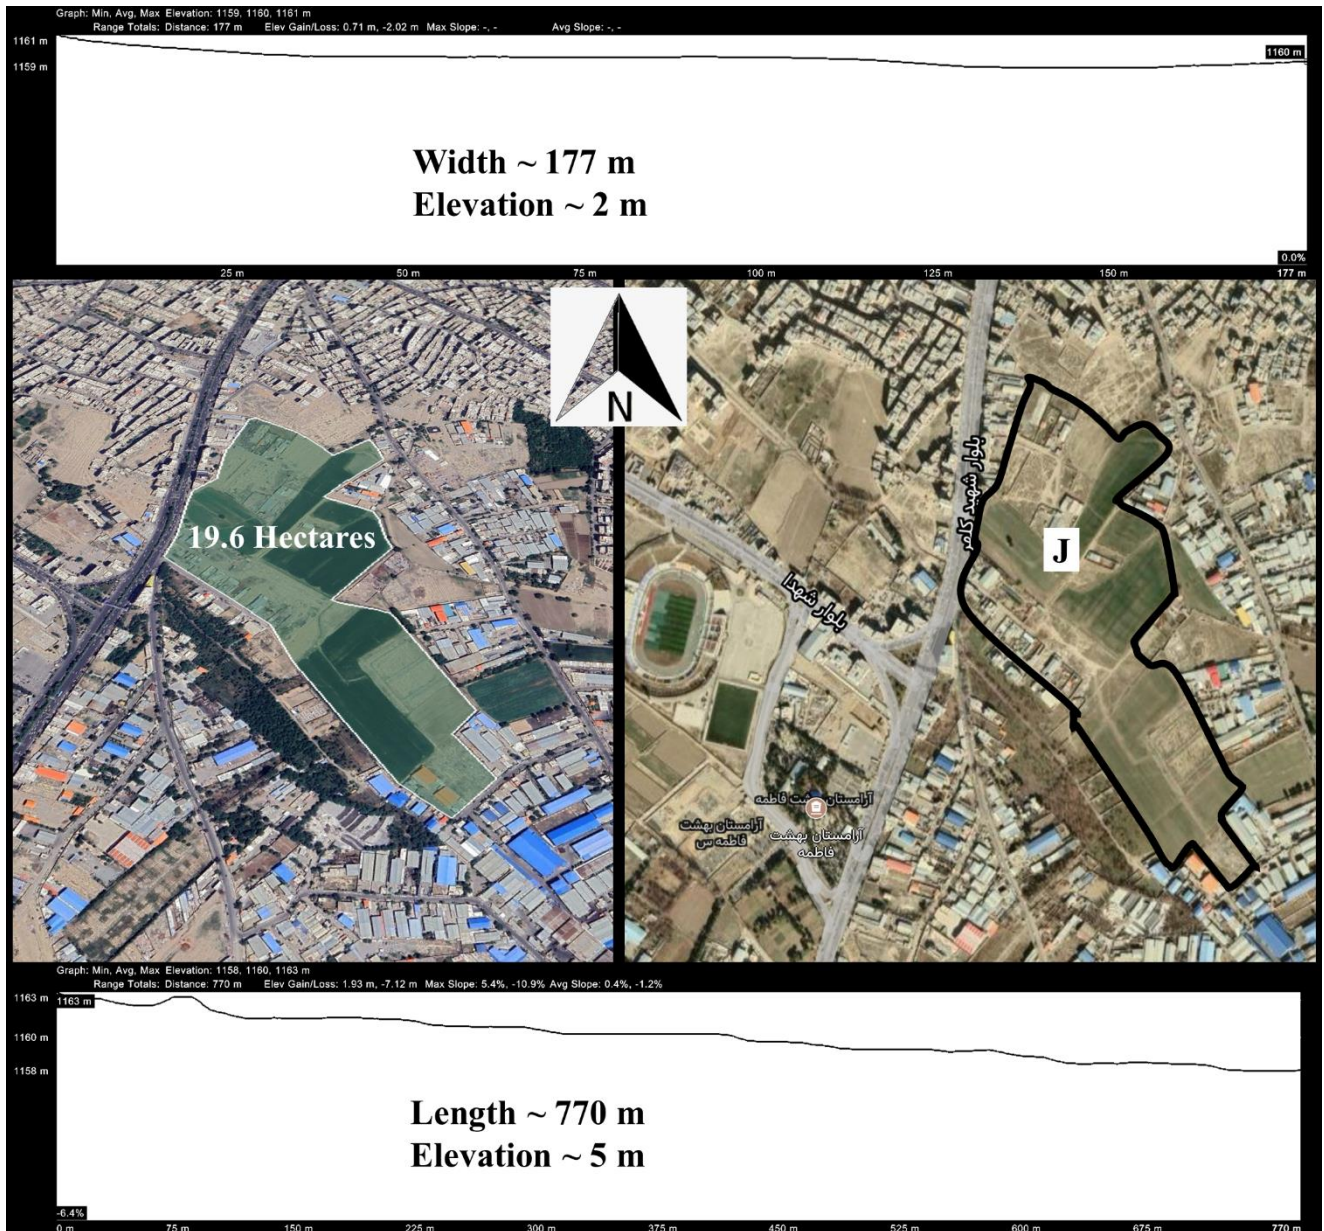 Graph: Min, Avg, Max Elevation: 1159, 1160, 1161 m
Range Totals: Distance: 177 m Elev Gain/Loss: 0.71 m, -2.02 m Max Slope: -, - Avg Slope: -, -
1161 m
1160 m
1159 m
Width ~ 177 m
Elevation ~ 2 m
0.0%
25 m 50 m 75 m 100 m 125 m 150 m 177 m
N
19.6 Hectares
J
بلوار شهید کلامر
بلوار شهدا
آرامستان بهشت فاطمه
آرامستان بهشت
فاطمه س
آرامستان بهشت
فاطمه
Graph: Min, Avg, Max Elevation: 1158, 1160, 1163 m
Range Totals: Distance: 770 m Elev Gain/Loss: 1.93 m, -7.12 m Max Slope: 5.4%, -10.9% Avg Slope: 0.4%, -1.2%
1163 m 1163 m
1160 m
1158 m
Length ~ 770 m
Elevation ~ 5 m
-6.4%
0 m 75 m 150 m 225 m 300 m 375 m 450 m 525 m 600 m 675 m 770 m